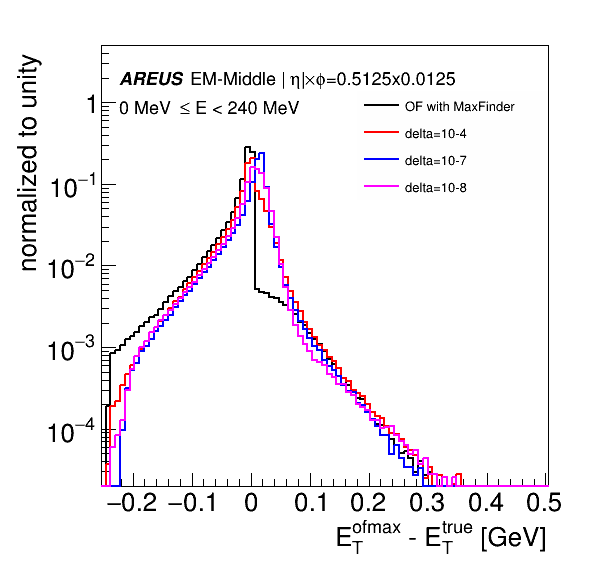 AREUS EM-Middle | η|×ϕ=0.5125x0.0125
0 MeV ≤ E < 240 MeV
OF with MaxFinder
delta=10-4
delta=10-7
delta=10-8
normalized to unity
1
10⁻¹
10⁻²
10⁻³
10⁻⁴
−0.2 −0.1 0 0.1 0.2 0.3 0.4 0.5
E_T^ofmax - E_T^true [GeV]